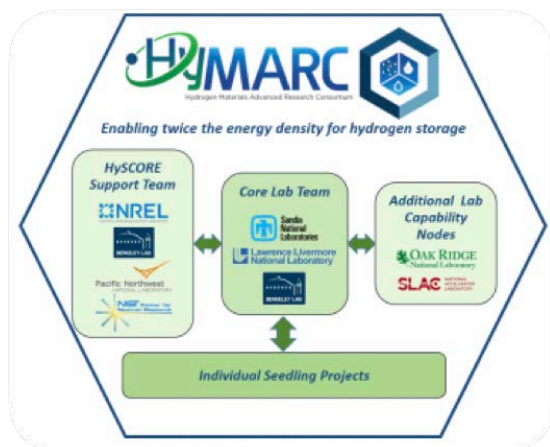 HyMARC
Hydrogen Materials Advanced Research Consortium
Enabling twice the energy density for hydrogen storage
HySCORE
Support Team
NREL
BERKELEY LAB
Pacific Northwest
NATIONAL LABORATORY
NIST Center for
Neutron Research
Core Lab Team
Sandia
National
Laboratories
Lawrence Livermore
National Laboratory
BERKELEY LAB
Additional Lab
Capability
Nodes
OAK RIDGE
National Laboratory
SLAC NATIONAL
ACCELERATOR
LABORATORY
Individual Seedling Projects